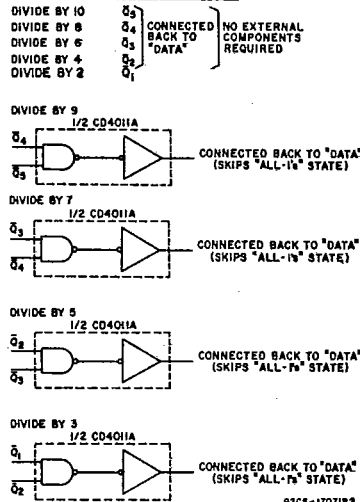 DIVIDE BY 10 Q̅5 CONNECTED NO EXTERNAL
DIVIDE BY 8 Q̅4 BACK TO COMPONENTS
DIVIDE BY 6 Q̅3 "DATA" REQUIRED
DIVIDE BY 4 Q̅2
DIVIDE BY 2 Q̅1
DIVIDE BY 9
1/2 CD4011A
Q̅4
Q̅5
CONNECTED BACK TO "DATA"
(SKIPS "ALL-1's" STATE)
DIVIDE BY 7
1/2 CD4011A
Q̅3
Q̅4
CONNECTED BACK TO "DATA"
(SKIPS "ALL-1's" STATE)
DIVIDE BY 5
1/2 CD4011A
Q̅2
Q̅3
CONNECTED BACK TO "DATA"
(SKIPS "ALL-1's" STATE)
DIVIDE BY 3
1/2 CD4011A
Q̅1
Q̅2
CONNECTED BACK TO "DATA"
(SKIPS "ALL-1's" STATE)